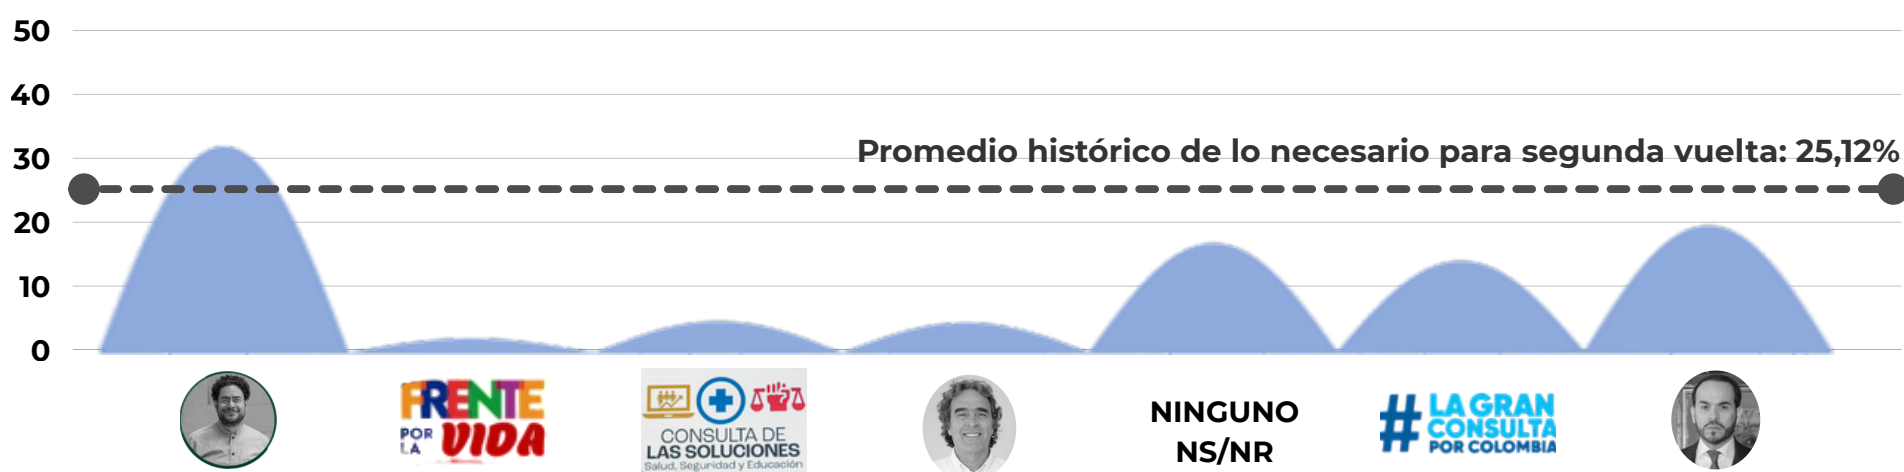 50
40
30
20
10
0
Promedio histórico de lo necesario para segunda vuelta: 25,12%
FRENTE
POR LA VIDA
CONSULTA DE
LAS SOLUCIONES
Salud, Seguridad y Educación
NINGUNO
NS/NR
# LA GRAN
CONSULTA
POR COLOMBIA